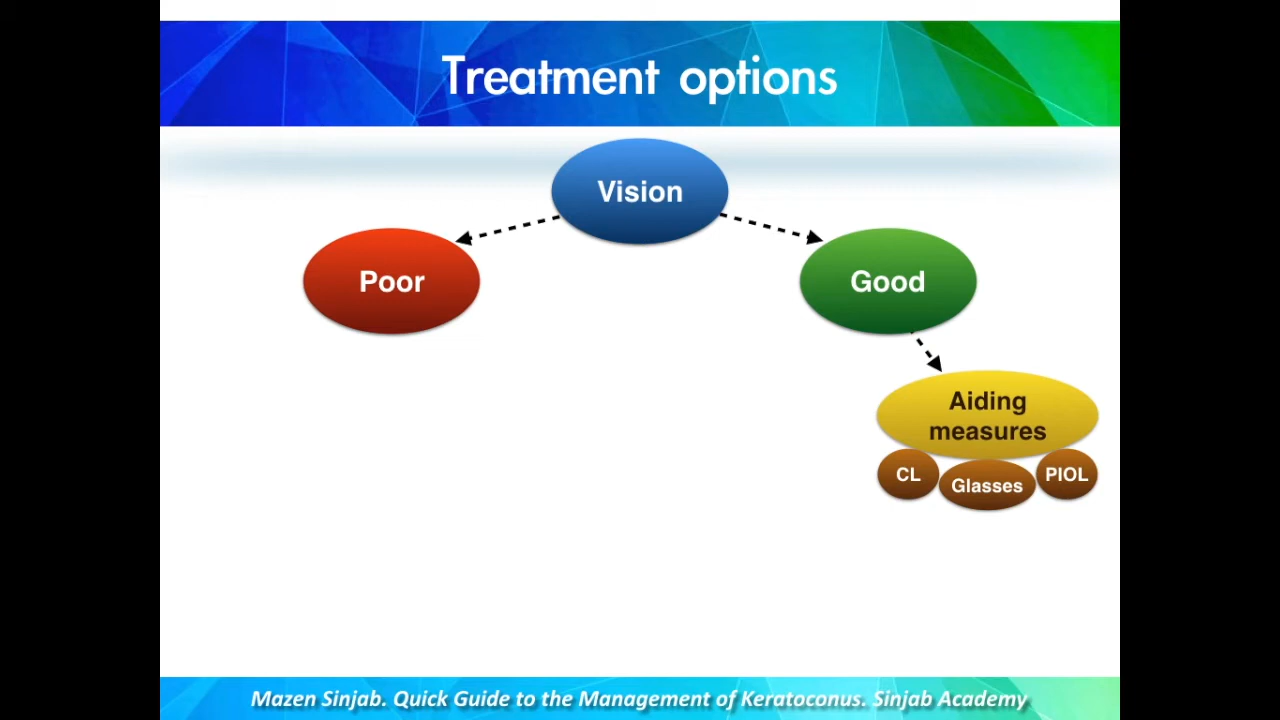 Treatment options
Vision
Poor
Good
Aiding
measures
CL
Glasses
PIOL
Mazen Sinjab. Quick Guide to the Management of Keratoconus. Sinjab Academy